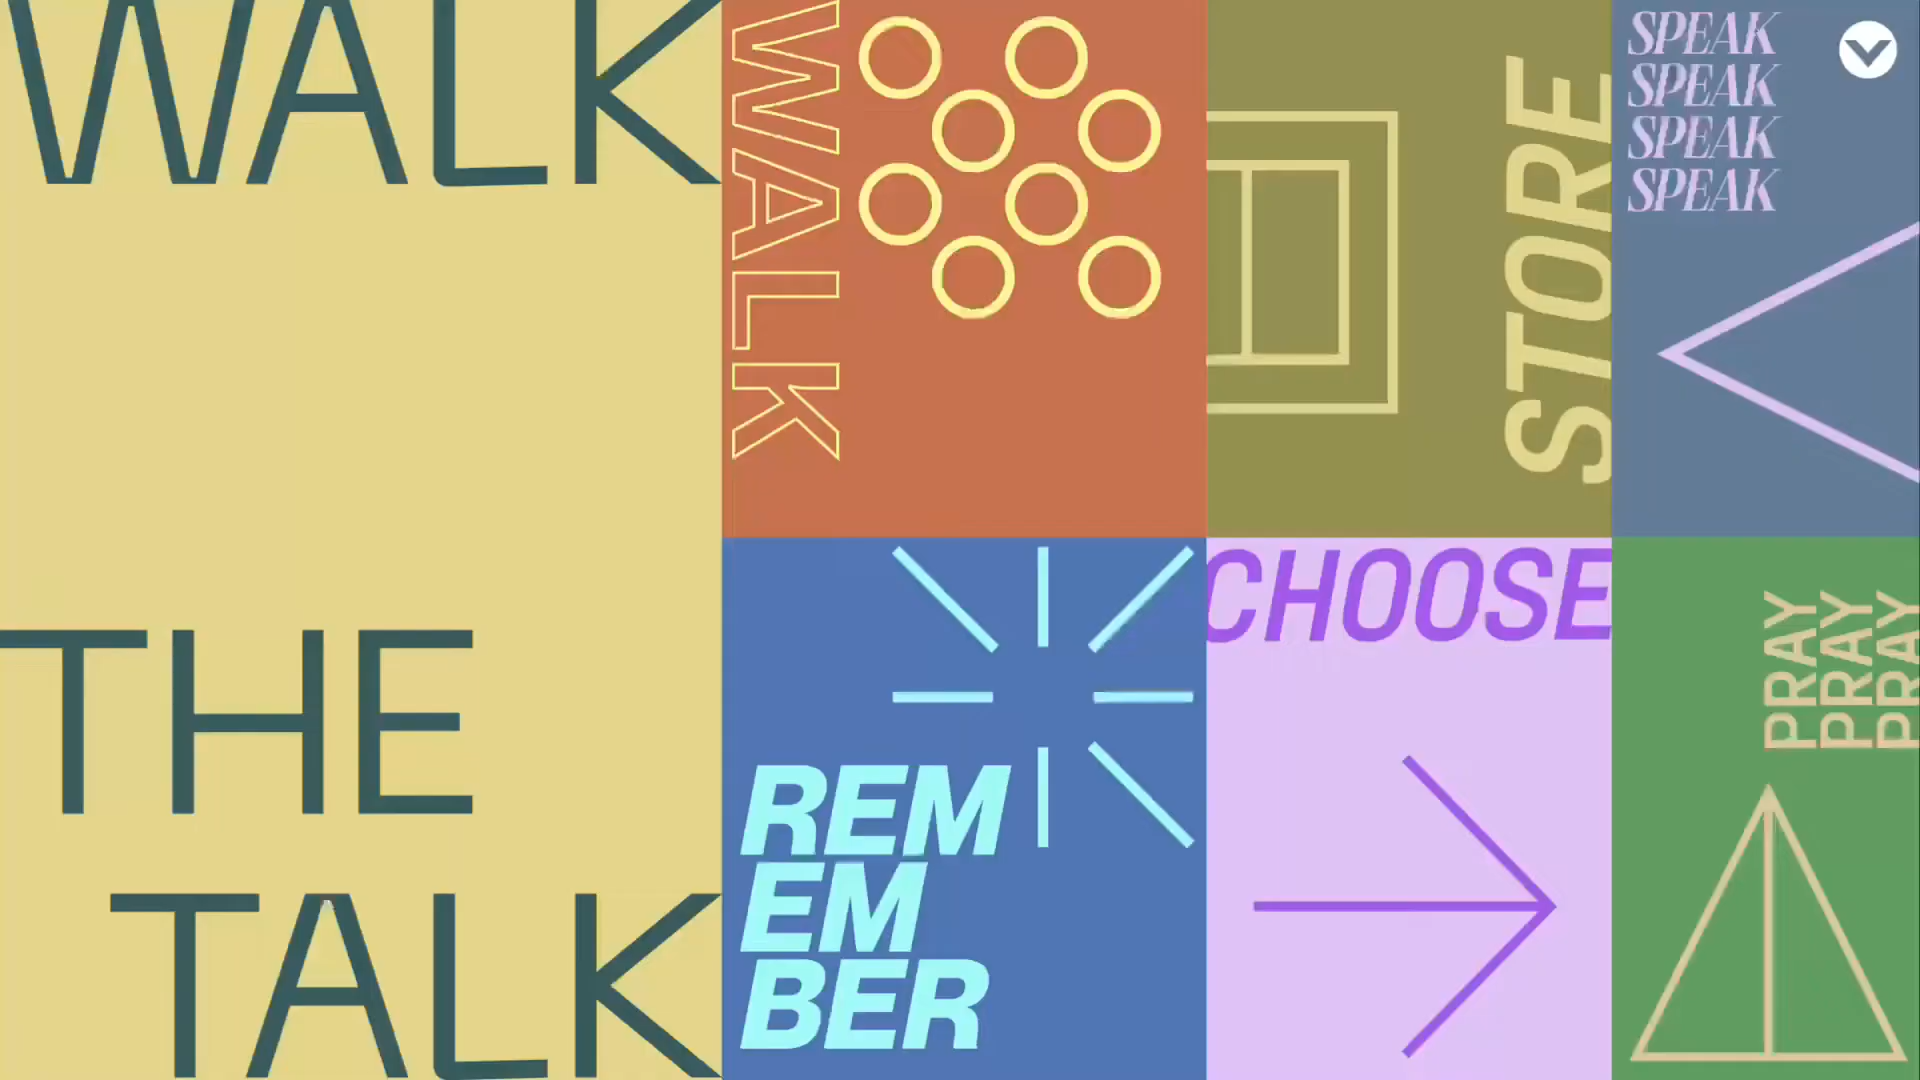 WALK
THE
TALK
WALK
STORE
SPEAK
SPEAK
SPEAK
SPEAK
REM
EM
BER
CHOOSE
PRAY
PRAY
PRAY